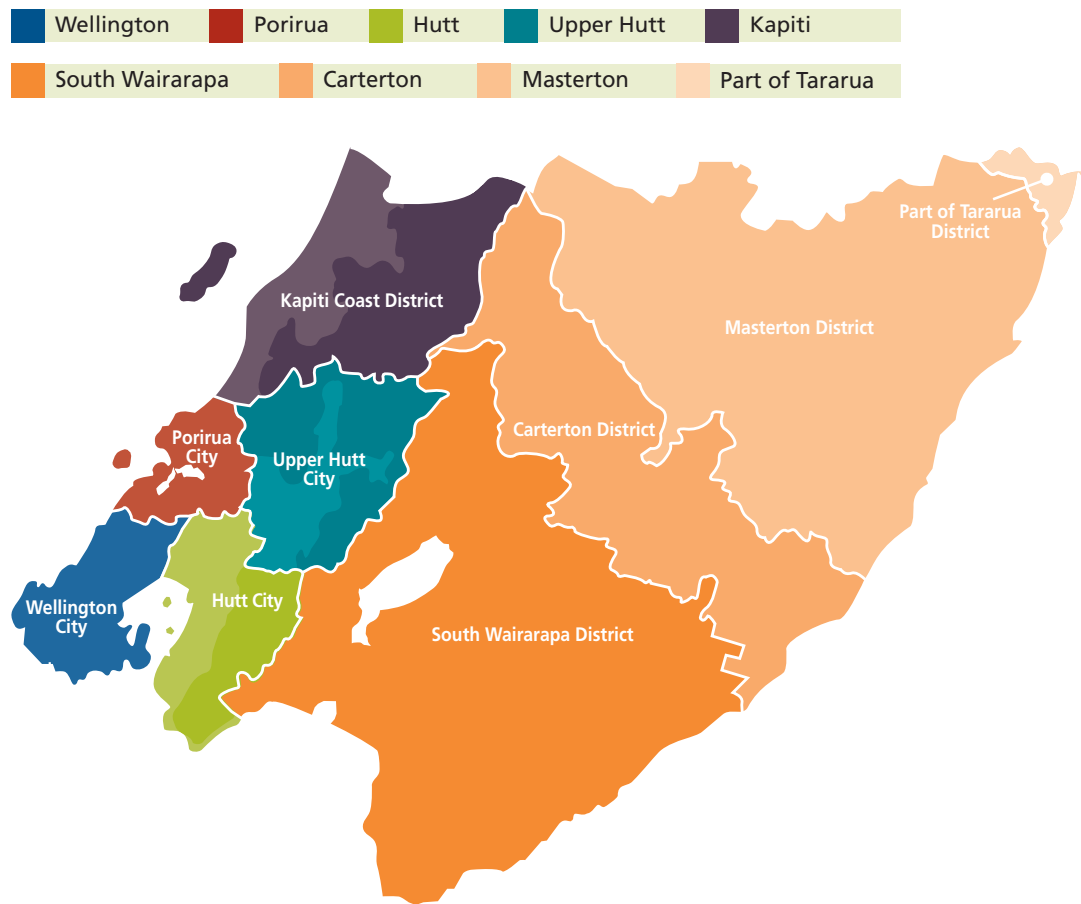 Wellington
Porirua
Hutt
Upper Hutt
Kapiti
South Wairarapa
Carterton
Masterton
Part of Tararua
Part of Tararua
District
Kapiti Coast District
Masterton District
Porirua
City
Carterton District
Upper Hutt
City
Hutt City
Wellington
City
South Wairarapa District